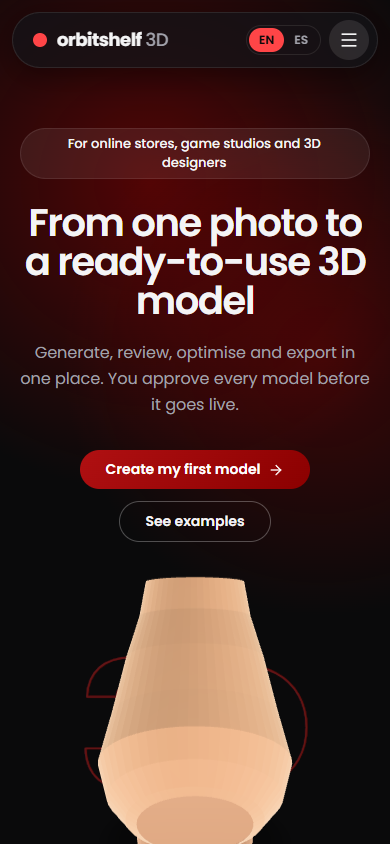 orbitshelf 3D
EN ES
For online stores, game studios and 3D
designers
From one photo to
a ready-to-use 3D
model
Generate, review, optimise and export in
one place. You approve every model before
it goes live.
Create my first model →
See examples